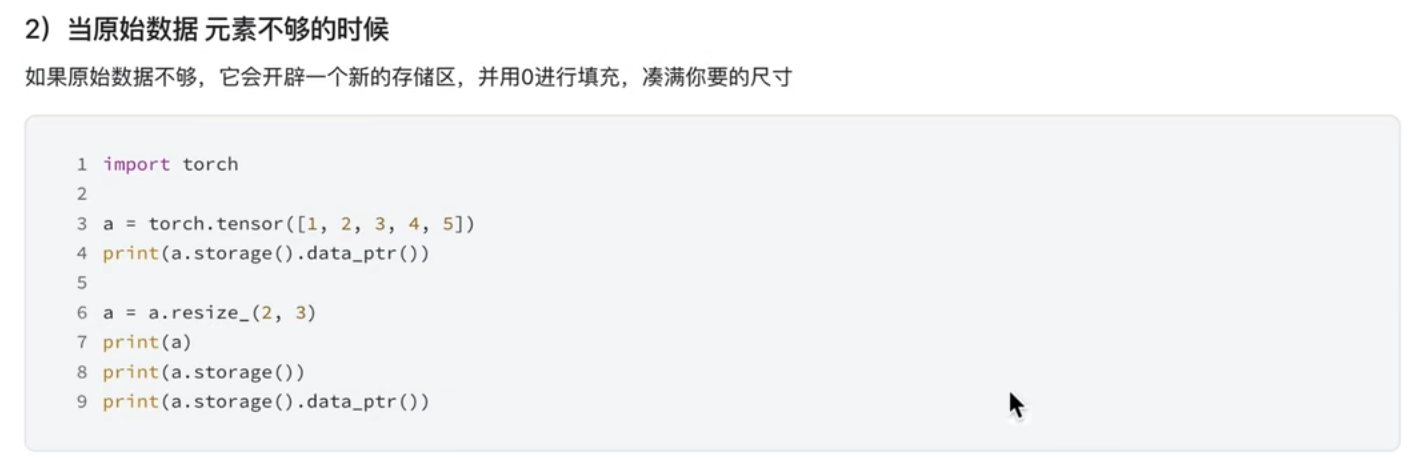 2）当原始数据 元素不够的时候
如果原始数据不够，它会开辟一个新的存储区，并用0进行填充，凑满你要的尺寸
1 import torch
2
3 a = torch.tensor([1, 2, 3, 4, 5])
4 print(a.storage().data_ptr())
5
6 a = a.resize_(2, 3)
7 print(a)
8 print(a.storage())
9 print(a.storage().data_ptr())